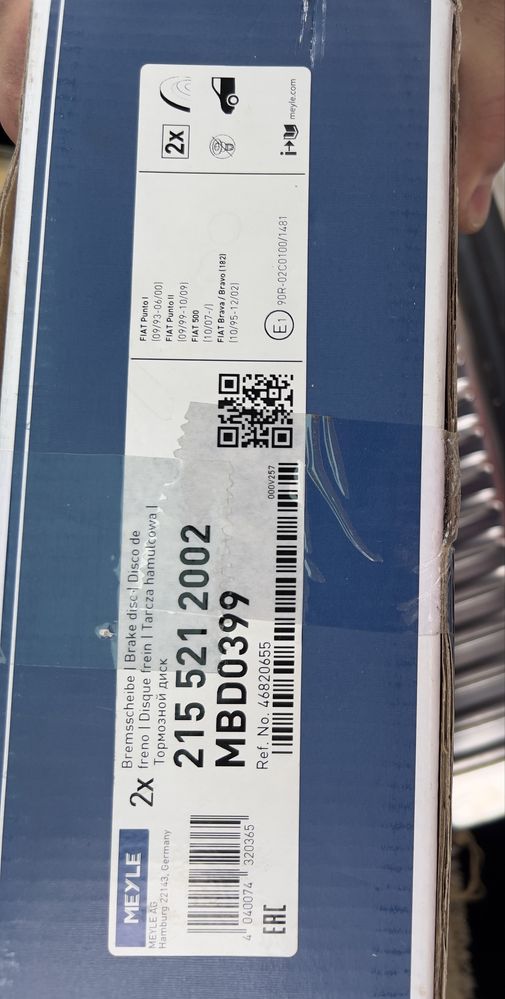 MEYLE
MEYLE AG
Hamburg 22143, Germany
4 040074 320365
EAC
2x
Bremsscheibe | Brake disc | Disco de
freno | Disque frein | Tarcza hamulcowa |
Тормозной диск
215 521 2002
MBD0399
Ref. No. 46820655
000V257
FIAT Punto I
(09/93-06/00)
FIAT Punto II
(09/99-10/09)
FIAT 500
(10/07-/)
FIAT Brava / Bravo (182)
(10/95-12/02)
E1 90R-02C0100/1481
2x
i
meyle.com